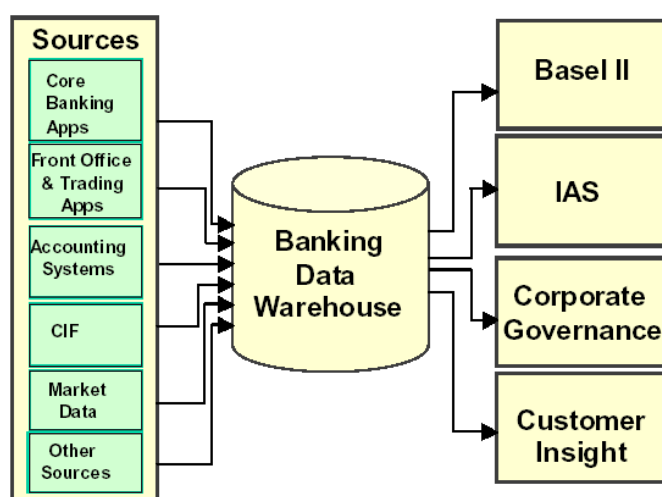 Sources
Core
Banking
Apps
Front Office
& Trading
Apps
Accounting
Systems
CIF
Market
Data
Other
Sources
Banking
Data
Warehouse
Basel II
IAS
Corporate
Governance
Customer
Insight